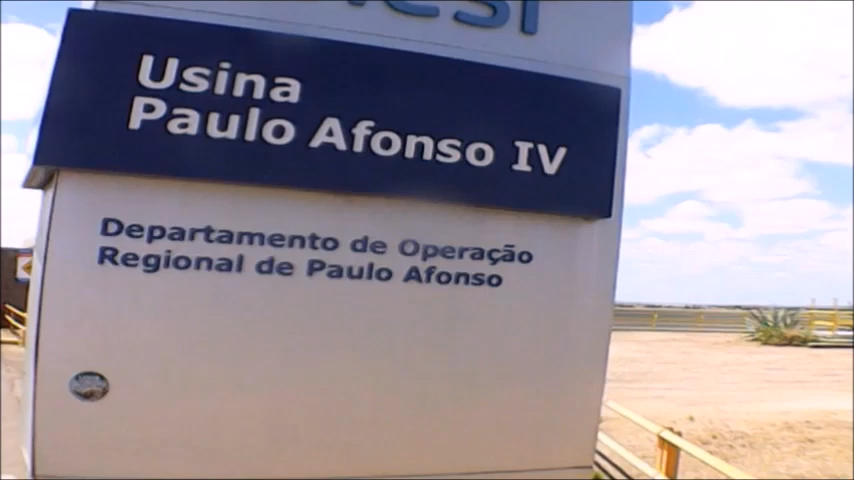 Usina
Paulo Afonso IV
Departamento de Operação
Regional de Paulo Afonso